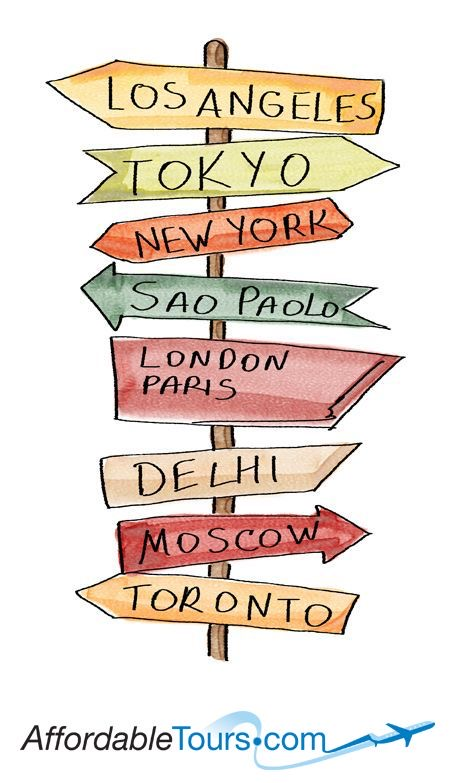 LOS ANGELES
TOKYO
NEW YORK
SAO PAOLO
LONDON
PARIS
DELHI
MOSCOW
TORONTO
AffordableTours.com